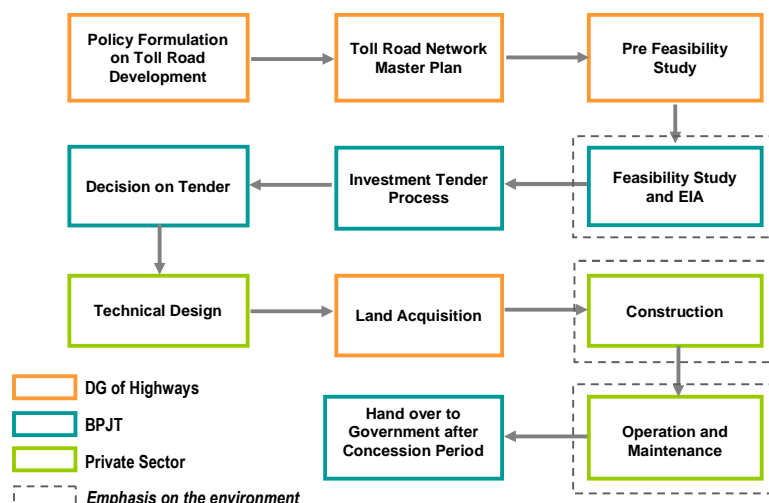 Policy Formulation
on Toll Road
Development
Toll Road Network
Master Plan
Pre Feasibility
Study
Decision on Tender
Investment Tender
Process
Feasibility Study
and EIA
Technical Design
Land Acquisition
Construction
DG of Highways
BPJT
Private Sector
Emphasis on the environment
Hand over to
Government after
Concession Period
Operation and
Maintenance